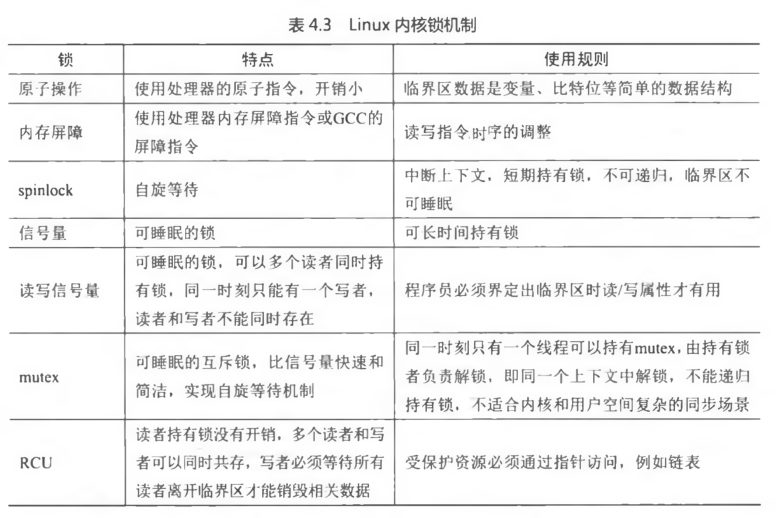 表 4.3 Linux 内核锁机制
锁 特点 使用规则
原子操作 使用处理器的原子指令，开销小 临界区数据是变量、比特位等简单的数据结构
内存屏障 使用处理器内存屏障指令或GCC的
屏障指令 读写指令时序的调整
spinlock 自旋等待 中断上下文，短期持有锁，不可递归，临界区不
可睡眠
信号量 可睡眠的锁 可长时间持有锁
读写信号量 可睡眠的锁，可以多个读者同时持
有锁，同一时刻只能有一个写者，
读者和写者不能同时存在 程序员必须界定出临界区时读/写属性才有用
mutex 可睡眠的互斥锁，比信号量快速和
简洁，实现自旋等待机制 同一时刻只有一个线程可以持有mutex，由持有锁
者负责解锁，即同一个上下文中解锁，不能递归
持有锁，不适合内核和用户空间复杂的同步场景
RCU 读者持有锁没有开销，多个读者和写
者可以同时共存，写者必须等待所有
读者离开临界区才能销毁相关数据 受保护资源必须通过指针访问，例如链表